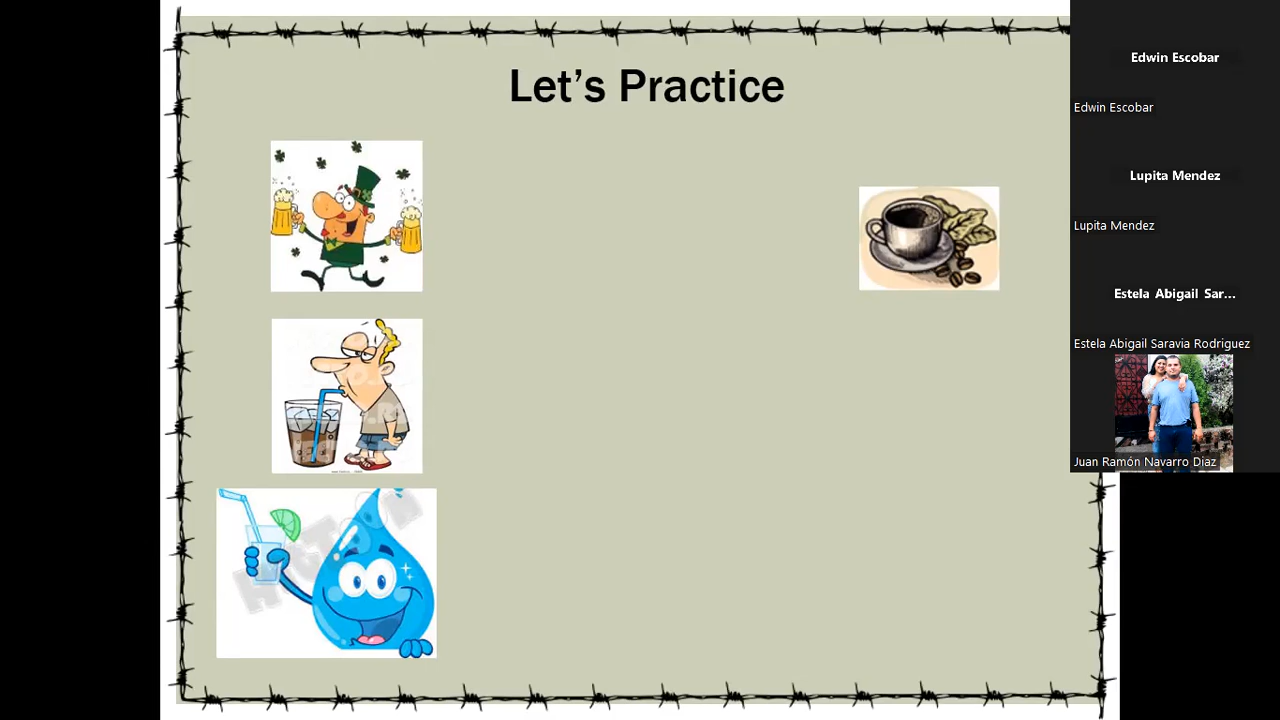 Let's Practice
Edwin Escobar
Edwin Escobar
Lupita Mendez
Lupita Mendez
Estela Abigail Sar...
Estela Abigail Saravia Rodriguez
Juan Ramón Navarro Diaz